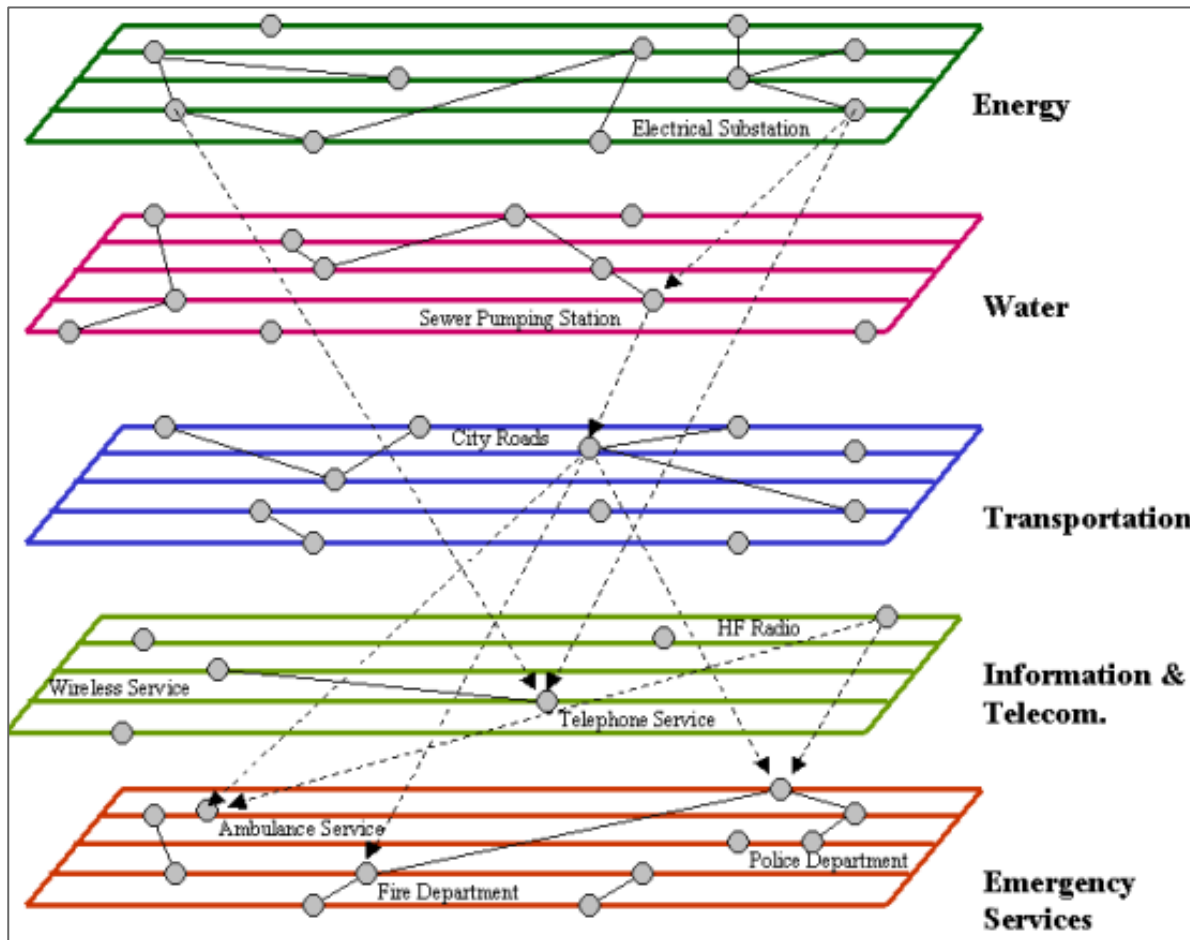 Energy
Electrical Substation
Water
Sewer Pumping Station
City Roads
Transportation
HF Radio
Wireless Service
Information &
Telecom.
Telephone Service
Ambulance Service
Police Department
Fire Department
Emergency
Services